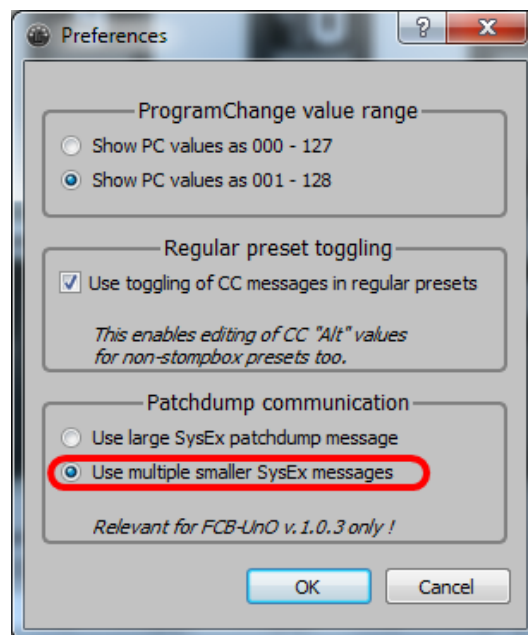 Preferences
ProgramChange value range
Show PC values as 000 - 127
Show PC values as 001 - 128
Regular preset toggling
Use toggling of CC messages in regular presets
This enables editing of CC "Alt" values
for non-stompbox presets too.
Patchdump communication
Use large SysEx patchdump message
Use multiple smaller SysEx messages
Relevant for FCB-UnO v.1.0.3 only !
OK Cancel